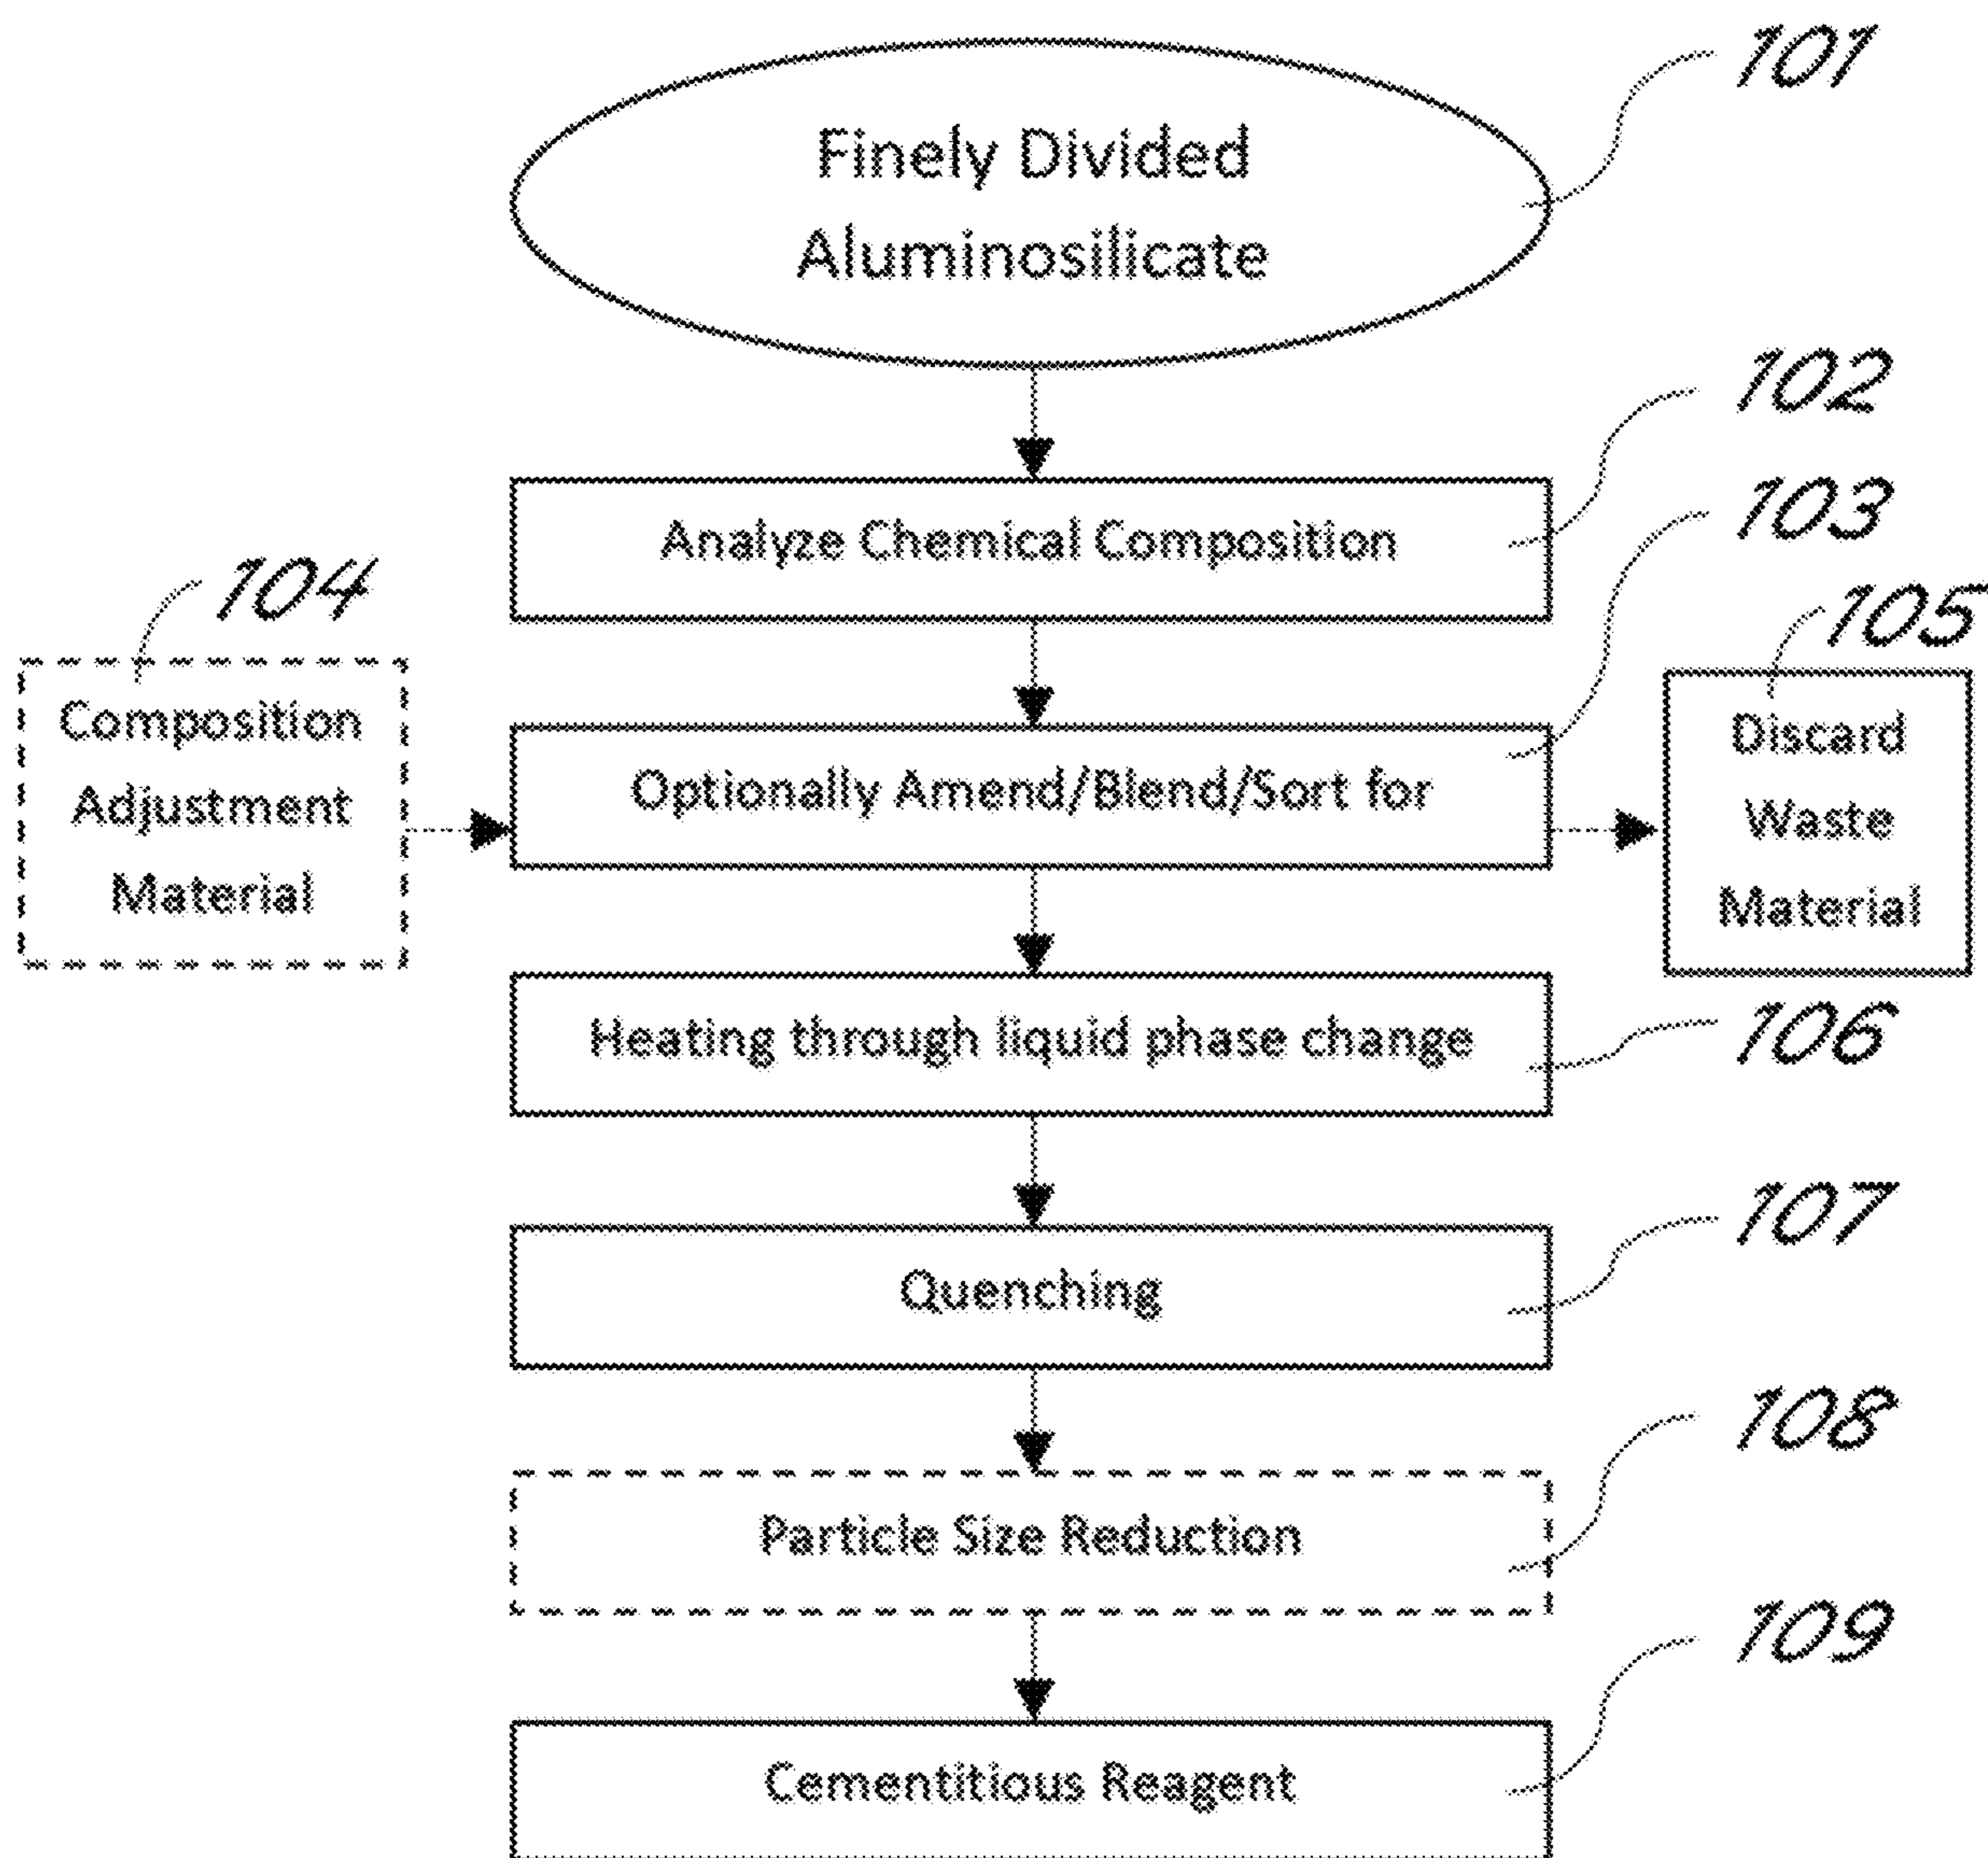 101
Finely Divided
Aluminosilicate
102
Analyze Chemical Composition
103
104
Composition
Adjustment
Material
Optionally Amend/Blend/Sort for
105
Discard
Waste
Material
Heating through liquid phase change
106
107
Quenching
108
Particle Size Reduction
109
Cementitious Reagent